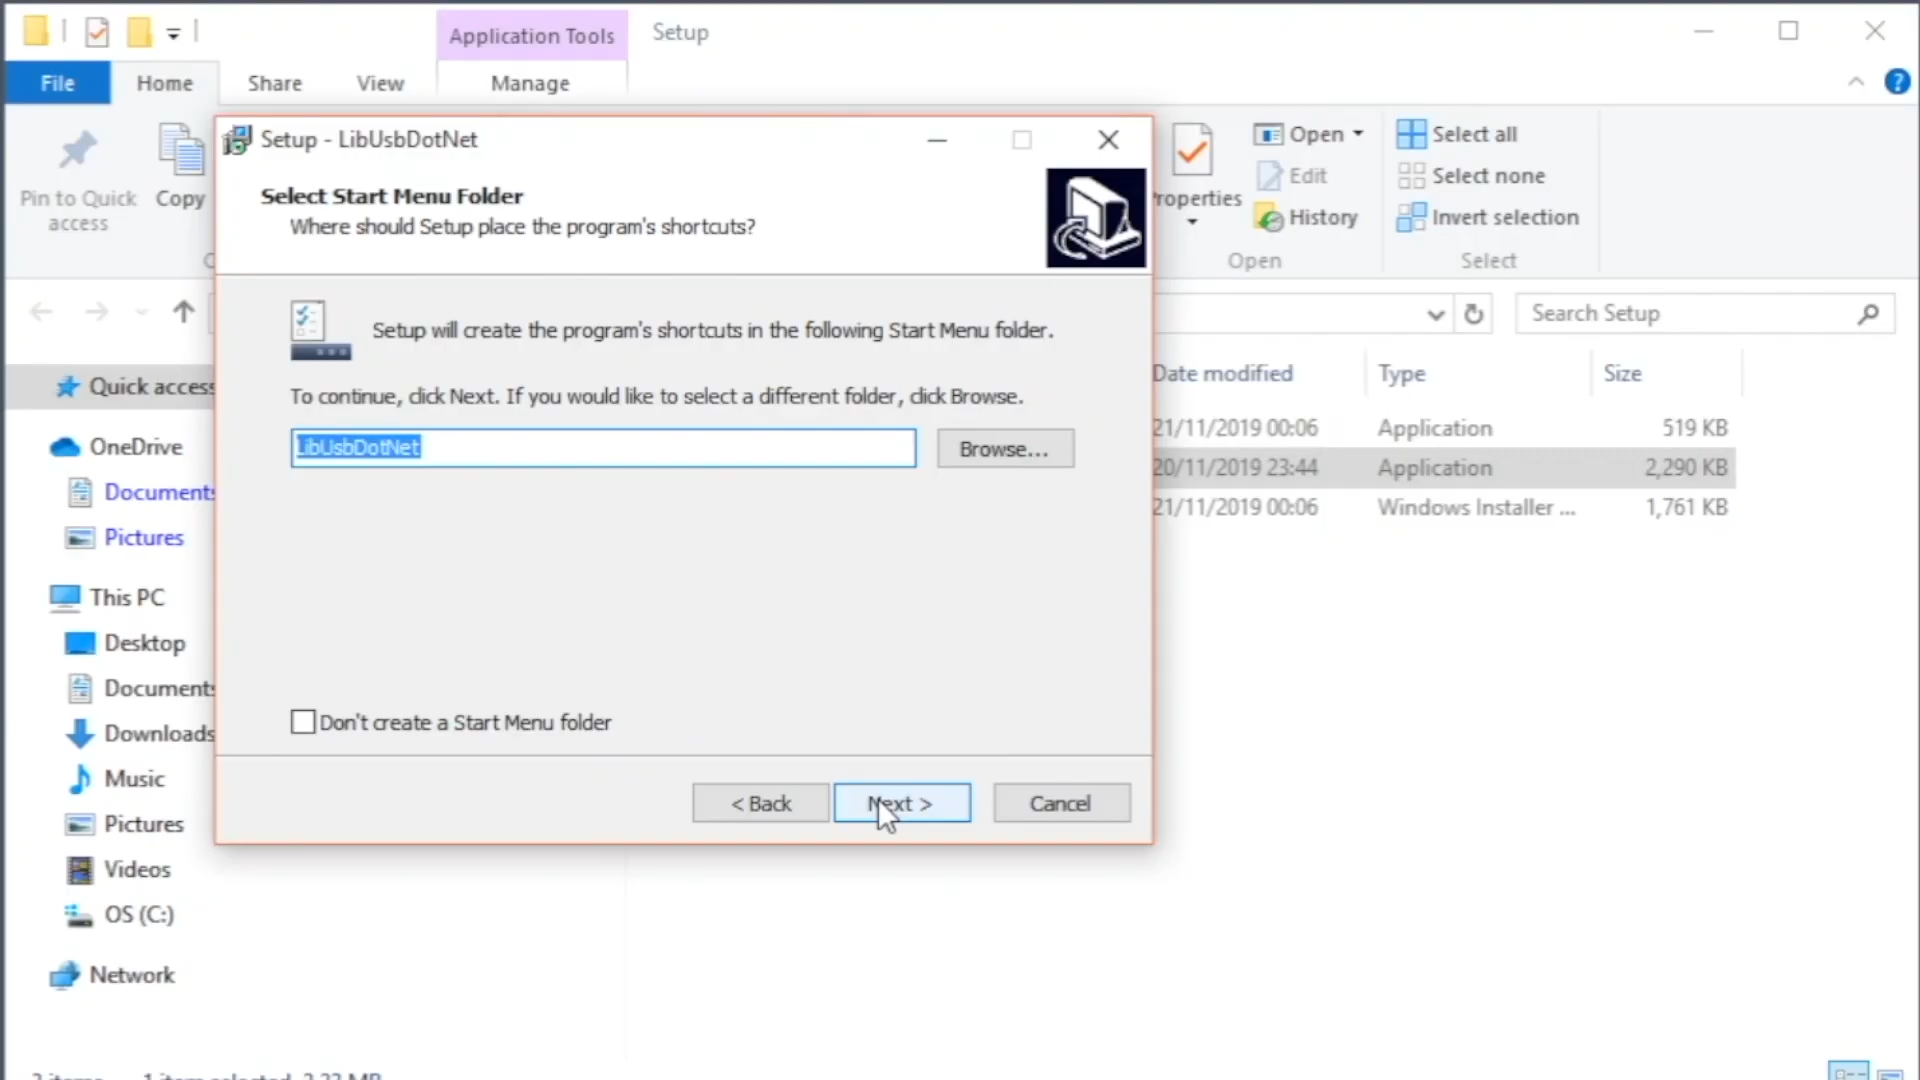 Application Tools
Setup
File
Home
Share
View
Manage
Pin to Quick
access
Copy
Setup - LibUsbDotNet
Select Start Menu Folder
Where should Setup place the program's shortcuts?
Open
Edit
History
Open
Select all
Select none
Invert selection
Select
Setup will create the program's shortcuts in the following Start Menu folder.
To continue, click Next. If you would like to select a different folder, click Browse.
LibUsbDotNet
Browse...
Don't create a Start Menu folder
< Back
Next >
Cancel
Search Setup
Quick access
OneDrive
Documents
Pictures
This PC
Desktop
Documents
Downloads
Music
Pictures
Videos
OS (C:)
Network
Date modified Type Size
21/11/2019 00:06 Application 519 KB
20/11/2019 23:44 Application 2,290 KB
21/11/2019 00:06 Windows Installer ... 1,761 KB